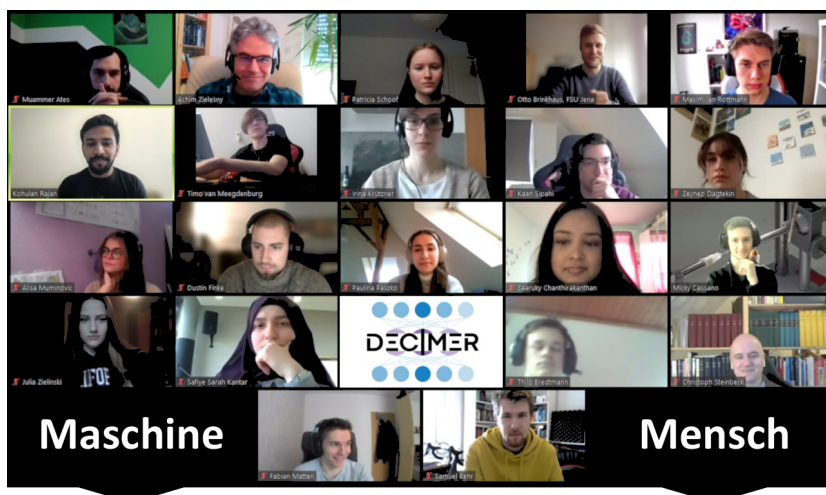 Muammer Ates
Achim Zielesny
Patricia Schoof
Otto Brinkhaus, FSU Jena
Maximilian Rottmann
Kohulan Rajan
Timo van Meegdenburg
Irina Krützner
Kaan Sipahi
Zeynep Dagtekin
Alisa Muminovic
Dustin Finke
Paulina Paszko
Saaruky Chanthirakanthan
Micky Cassano
Julia Zielinski
Safiye Sarah Kantar
DECIMER
Thilo Bredtmann
Christoph Steinbeck
Maschine
Mensch
Fabian Matten
Samuel Behr